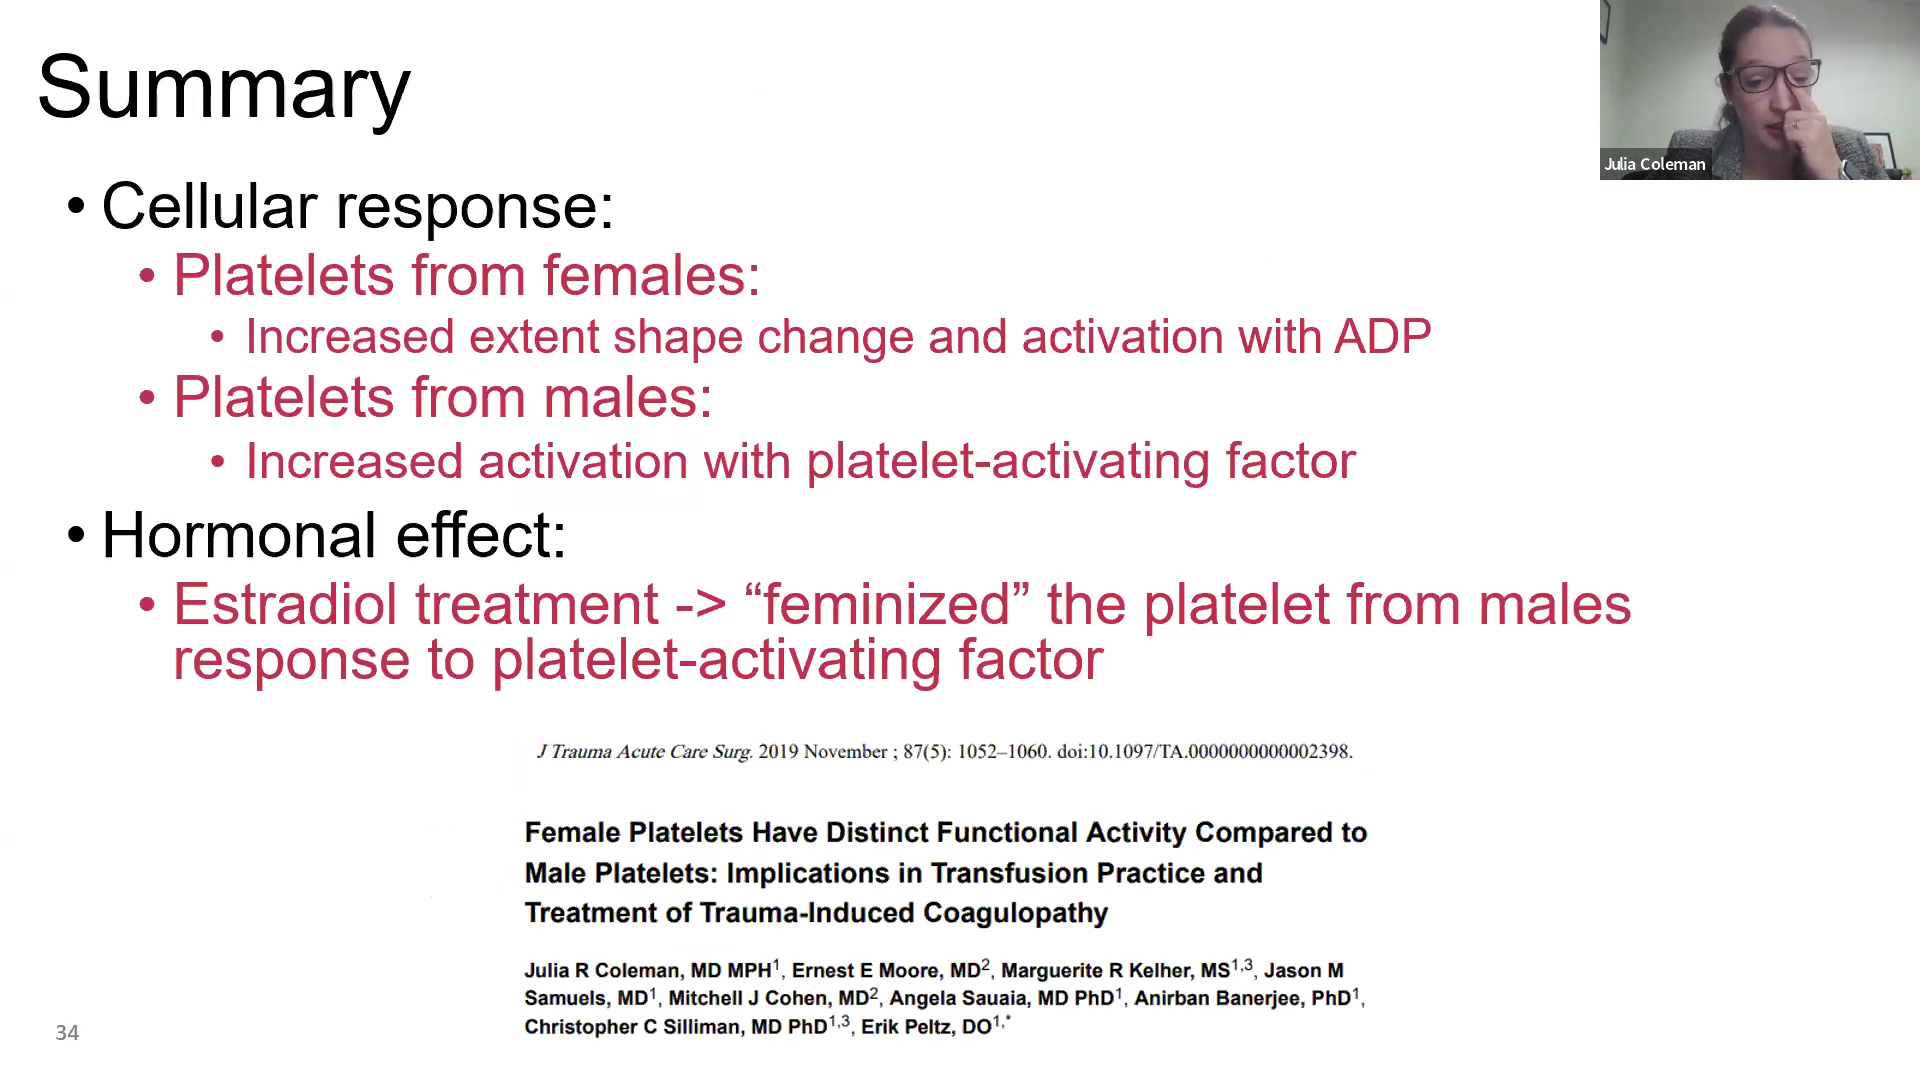 Summary
Julia Coleman
• Cellular response:
• Platelets from females:
• Increased extent shape change and activation with ADP
• Platelets from males:
• Increased activation with platelet-activating factor
• Hormonal effect:
• Estradiol treatment -> “feminized” the platelet from males
response to platelet-activating factor
J Trauma Acute Care Surg. 2019 November ; 87(5): 1052–1060. doi:10.1097/TA.0000000000002398.
Female Platelets Have Distinct Functional Activity Compared to
Male Platelets: Implications in Transfusion Practice and
Treatment of Trauma-Induced Coagulopathy
Julia R Coleman, MD MPH1, Ernest E Moore, MD2, Marguerite R Kelher, MS1,3, Jason M
Samuels, MD1, Mitchell J Cohen, MD2, Angela Sauaia, MD PhD1, Anirban Banerjee, PhD1,
Christopher C Silliman, MD PhD1,3, Erik Peltz, DO1,*
34